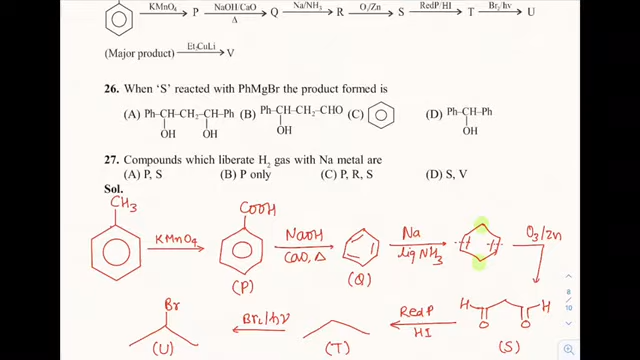 KMnO4 P NaOH/CaO Δ Q Na/NH3 R O3/Zn S RedP/HI T Br2/hν U
(Major product) Et2CuLi V
26. When 'S' reacted with PhMgBr the product formed is
(A) Ph–CH–CH2–CH–Ph (B) Ph–CH–CH2–CHO (C) (D) Ph–CH–Ph
OH OH OH OH
27. Compounds which liberate H2 gas with Na metal are
(A) P, S (B) P only (C) P, R, S (D) S, V
Sol.
CH3 COOH
KMnO4 NaOH CaO, Δ Na liq NH3 O3/Zn
(P) (Q)
Br Br2/hν RedP HI H O O H
(U) (T) (S)
8
/
10